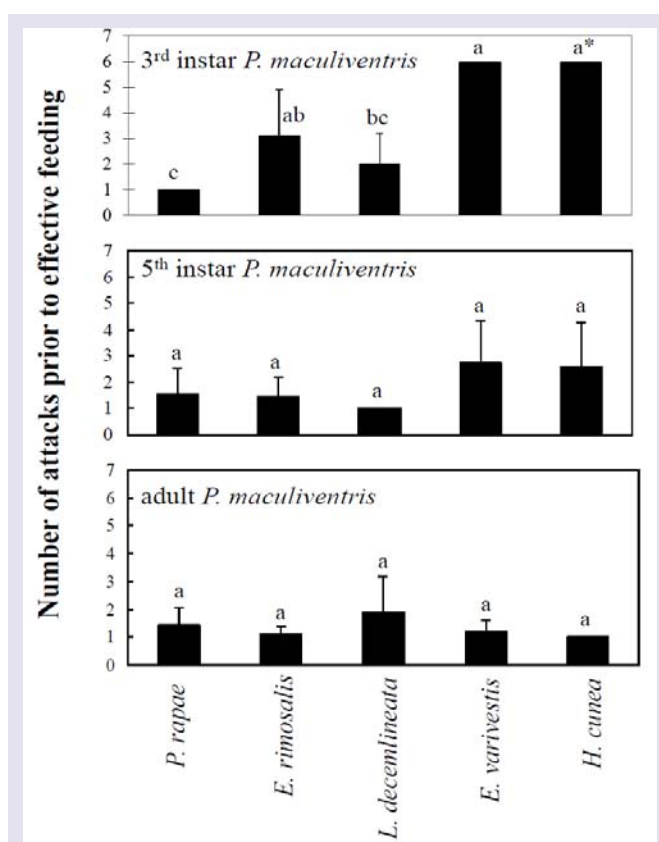 Number of attacks prior to effective feeding
3rd instar P. maculiventris
7
6
5
4
3
2
1
0
c
ab
bc
a
a*
5th instar P. maculiventris
7
6
5
4
3
2
1
0
a
a
a
a
a
adult P. maculiventris
7
6
5
4
3
2
1
0
a
a
a
a
a
P. rapae
E. rimosalis
L. decemlineata
E. varivestis
H. cunea